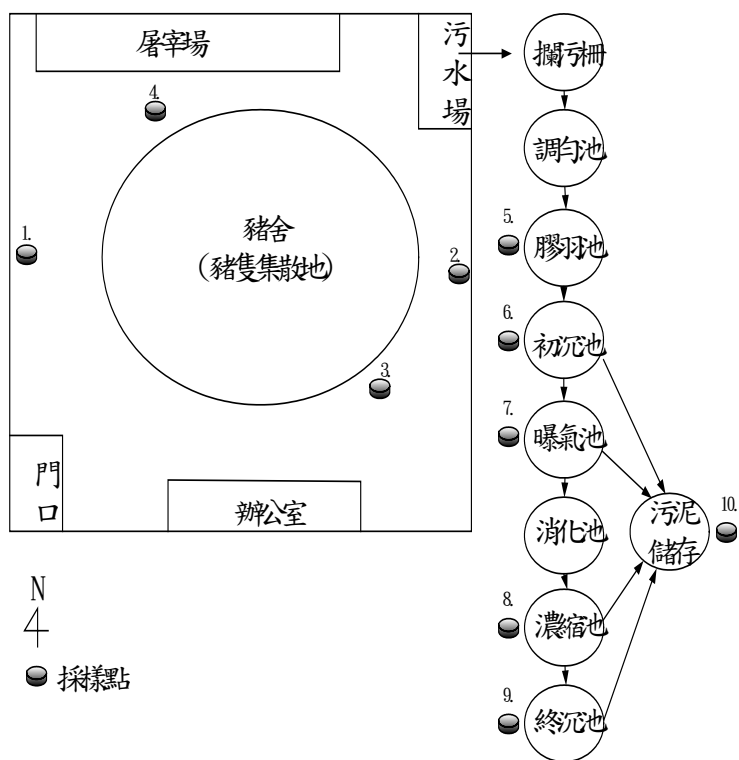 屠宰場
污水場
攔污柵
4.
調勻池
1.
豬舍
(豬隻集散地)
2.
5.
膠羽池
6.
初沉池
3.
7.
曝氣池
門口
辦公室
消化池
污泥
儲存
10.
N
8.
濃縮池
採樣點
9.
終沉池